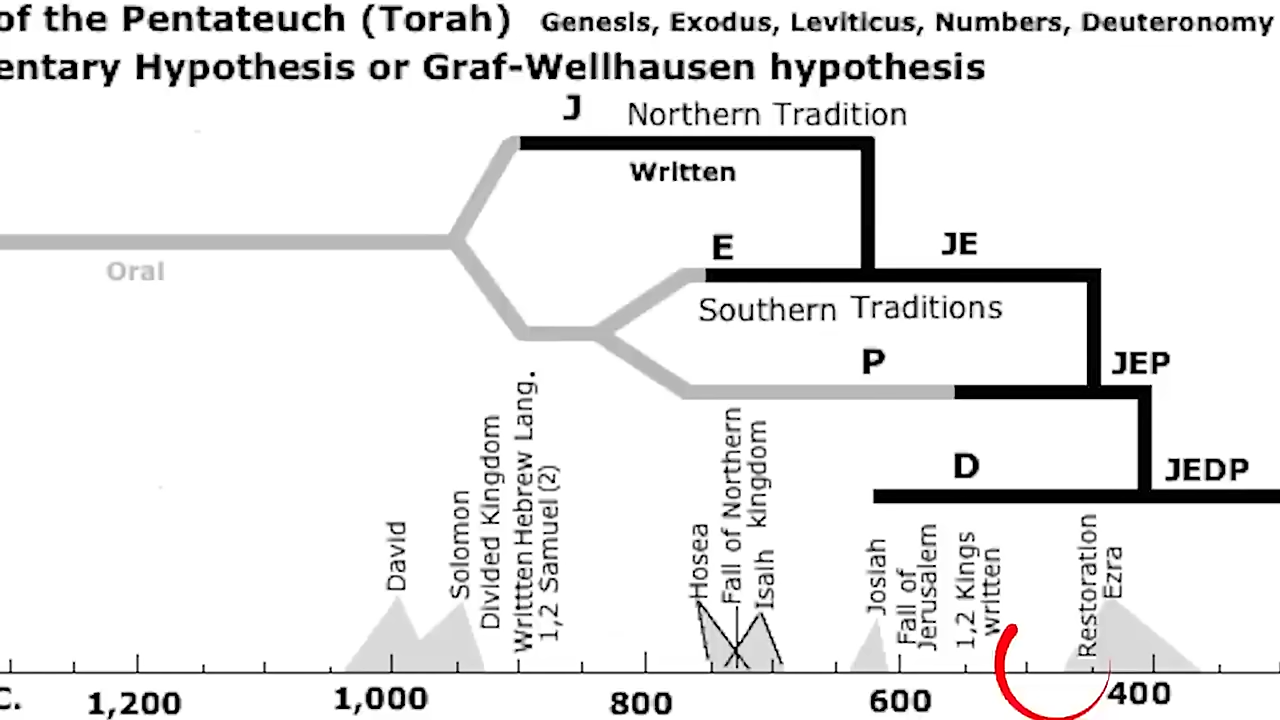 of the Pentateuch (Torah) Genesis, Exodus, Leviticus, Numbers, Deuteronomy
entary Hypothesis or Graf-Wellhausen hypothesis
J Northern Tradition
Written
E JE
Oral
Southern Traditions
P JEP
D JEDP
David
Solomon
Divided Kingdom
Writtten Hebrew Lang.
1,2 Samuel (2)
Hosea
Fall of Northern
kingdom
Isaih
Josiah
Fall of
Jerusalem
1,2 Kings
written
Restoration
Ezra
C. 1,200 1,000 800 600 400